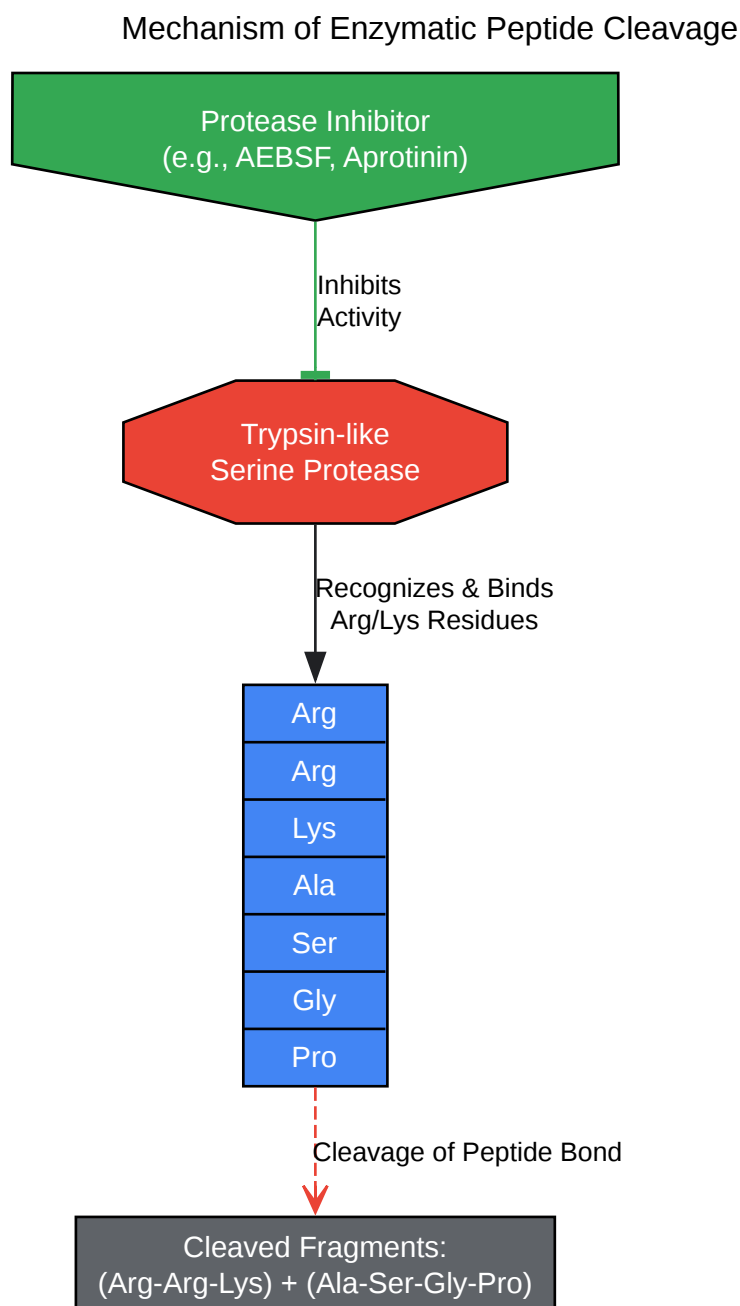 Mechanism of Enzymatic Peptide Cleavage
Protease Inhibitor
(e.g., AEBSF, Aprotinin)
Inhibits
Activity
Trypsin-like
Serine Protease
Recognizes & Binds
Arg/Lys Residues
Arg
Arg
Lys
Ala
Ser
Gly
Pro
Cleavage of Peptide Bond
Cleaved Fragments:
(Arg-Arg-Lys) + (Ala-Ser-Gly-Pro)